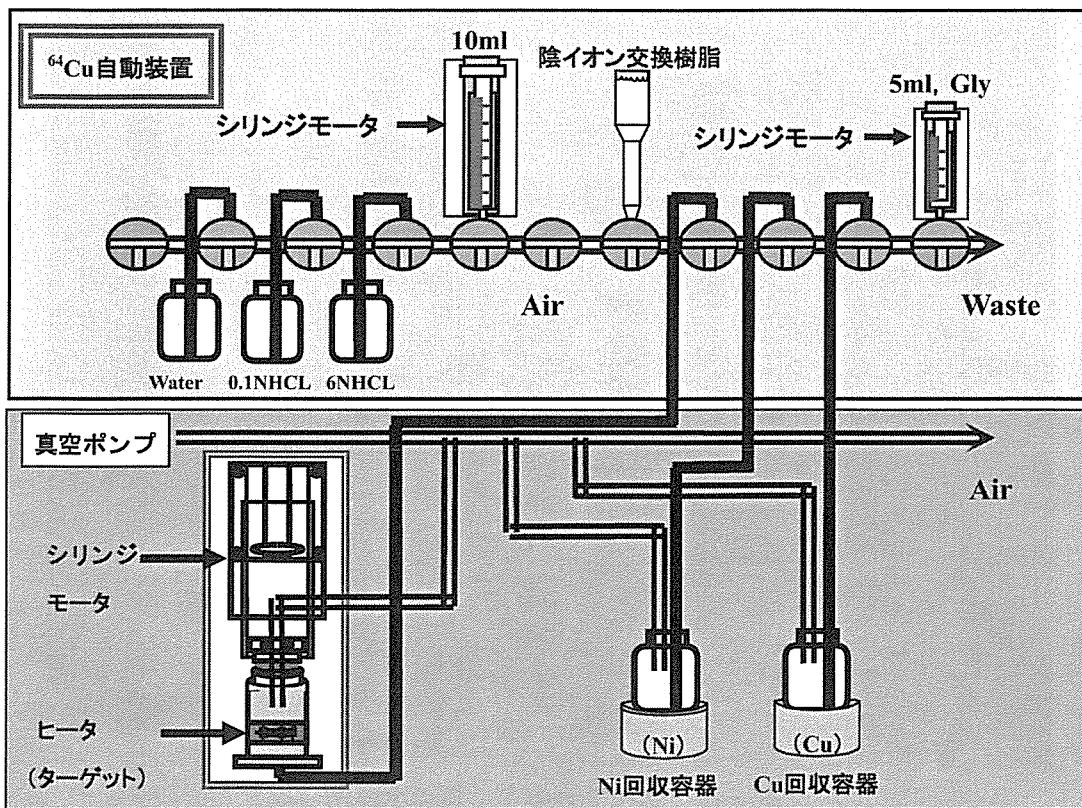 ⁶⁴Cu自動装置
10ml
陰イオン交換樹脂
5ml, Gly
シリンジモータ
シリンジモータ
Air
Waste
Water
0.1NHCL
6NHCL
真空ポンプ
Air
シリンジ
モータ
ヒータ
(ターゲット)
(Ni)
(Cu)
Ni回収容器
Cu回収容器